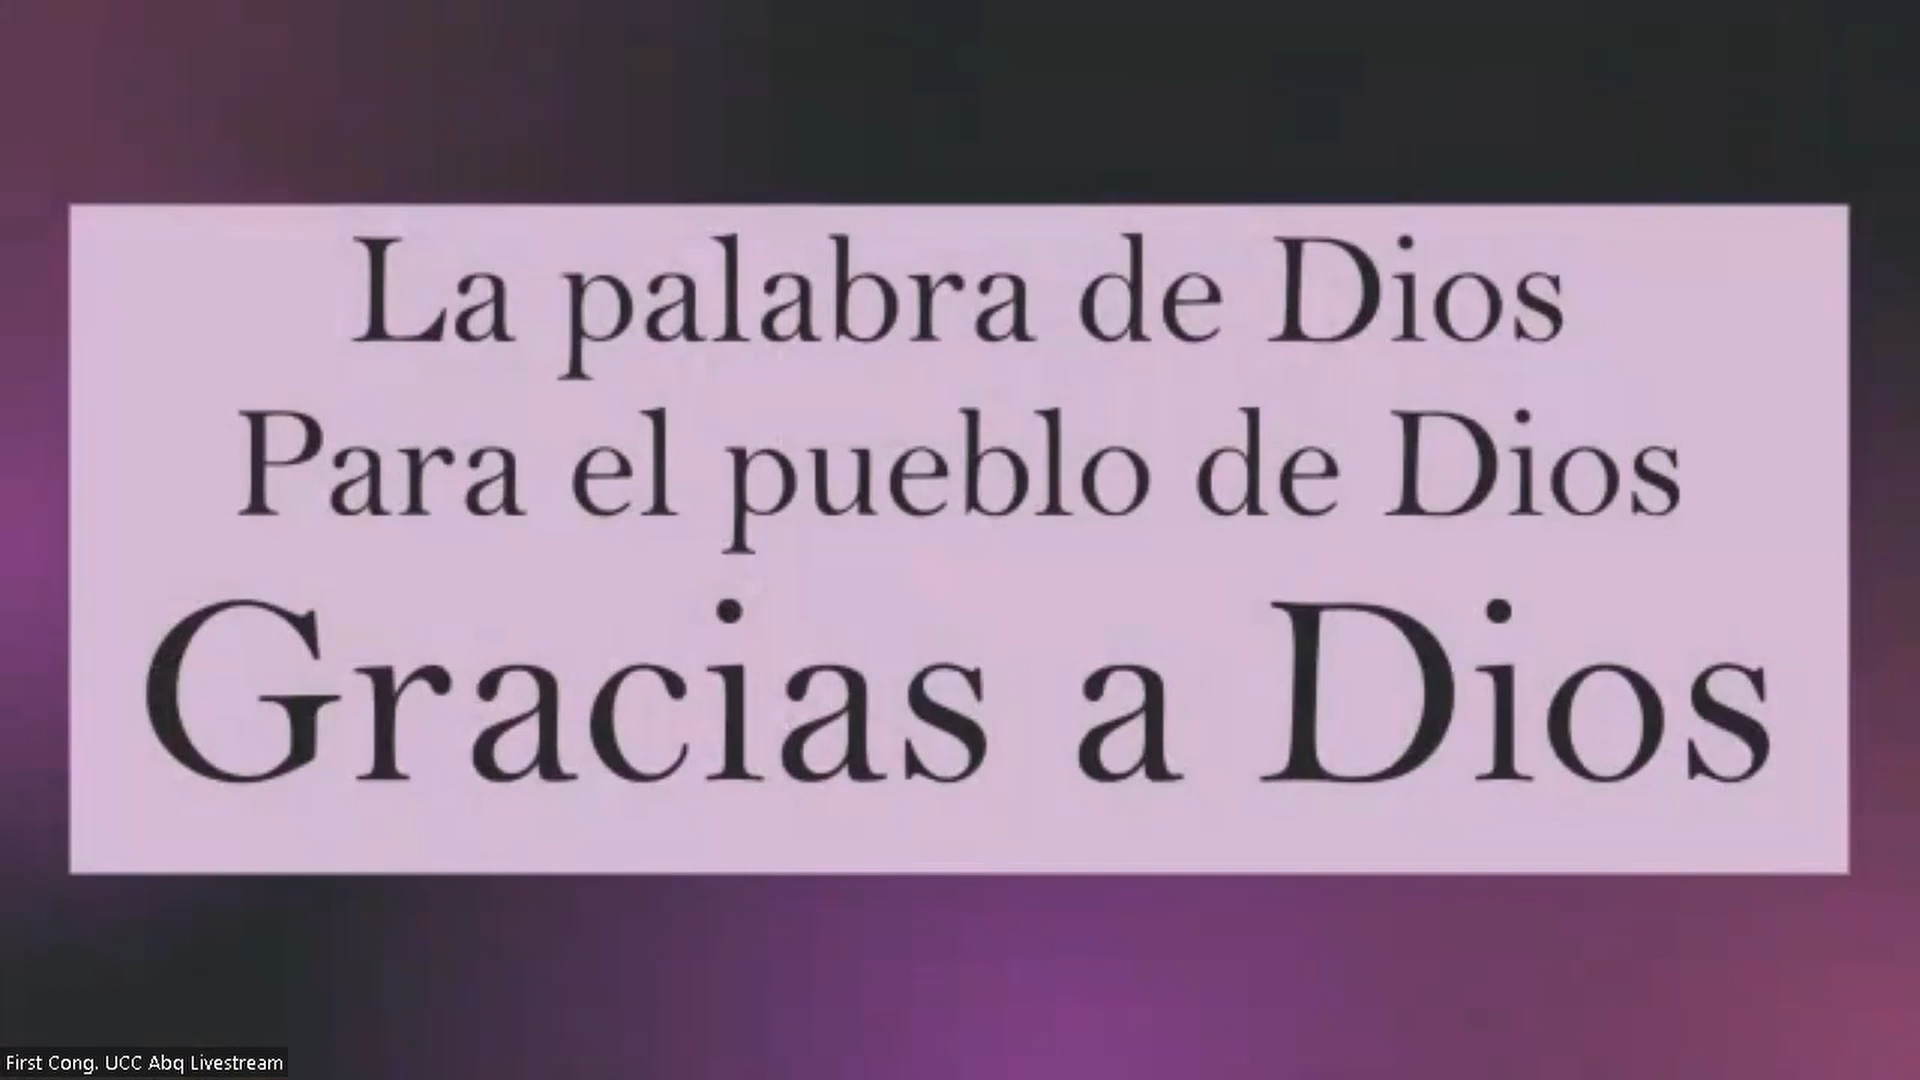 La palabra de Dios
Para el pueblo de Dios
Gracias a Dios
First Cong. UCC Abq Livestream